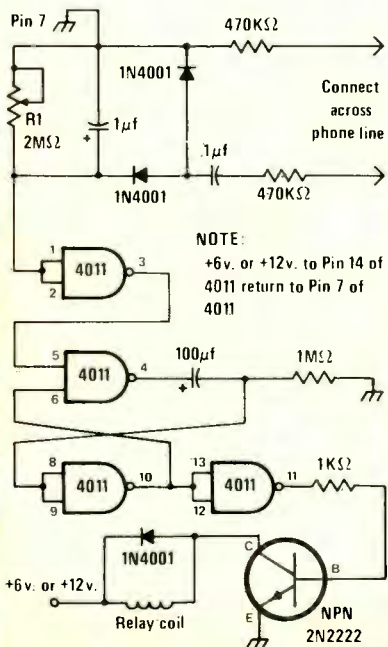 Pin 7
470KΩ
1N4001
Connect
across
phone line
R1
2MΩ
1µf
+
.1µf
1N4001
470KΩ
NOTE:
+6v. or +12v. to Pin 14 of
4011 return to Pin 7 of
4011
1
2
4011
3
5
6
4011
4
100µf
+
1MΩ
8
9
4011
10
13
12
4011
11
1KΩ
1N4001
+6v. or +12v.
Relay coil
C
B
E
NPN
2N2222